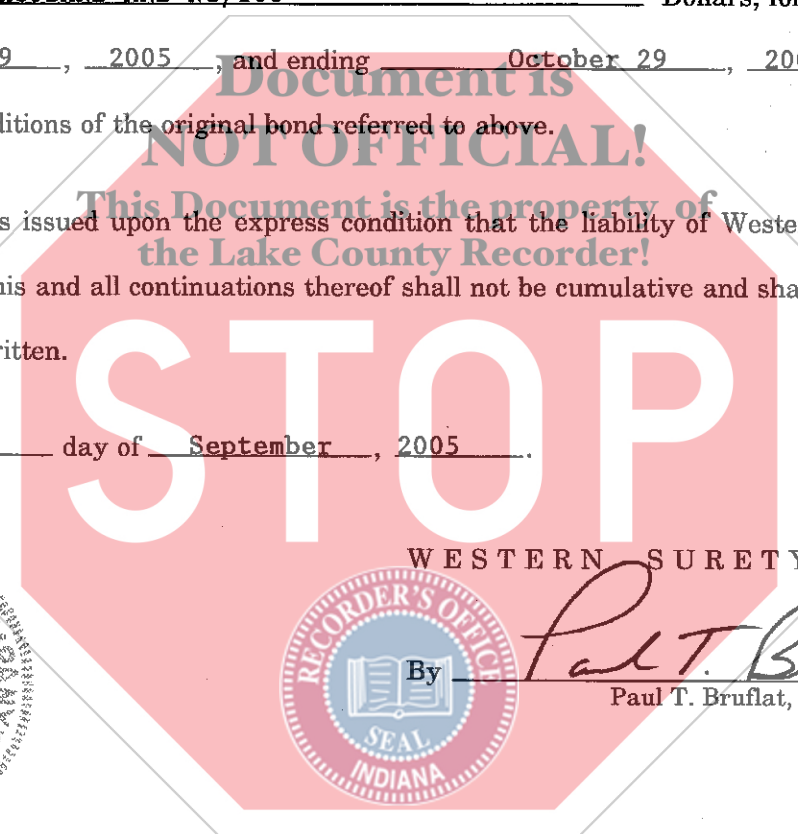 Dollars, for
9, 2005, and ending October 29, 200
Document is
ditions of the original bond referred to above.
NOT OFFICIAL!
This Document is the property of
s issued upon the express condition that the liability of Weste
the Lake County Recorder!
his and all continuations thereof shall not be cumulative and sha
ritten.
STOP
day of September, 2005.
WESTERN SURETY
RECORDER'S OFFICE
By Paul T. B
Paul T. Bruflat,
SEAL
INDIANA